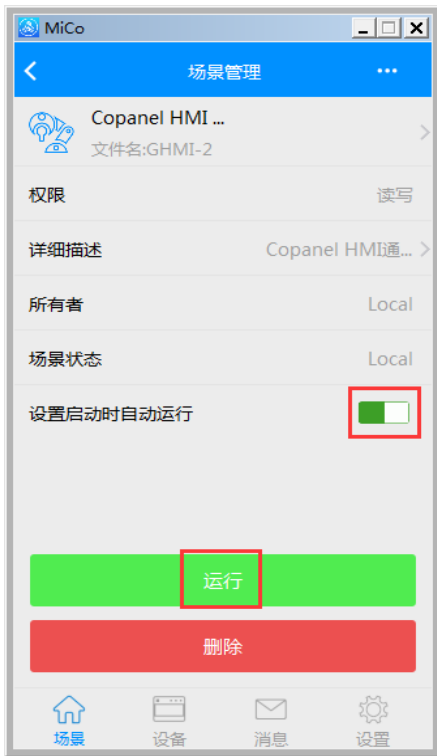 MiCo
场景管理
Copanel HMI ...
文件名:GHMI-2
权限 读写
详细描述 Copanel HMI通...
所有者 Local
场景状态 Local
设置启动时自动运行
运行
删除
场景 设备 消息 设置